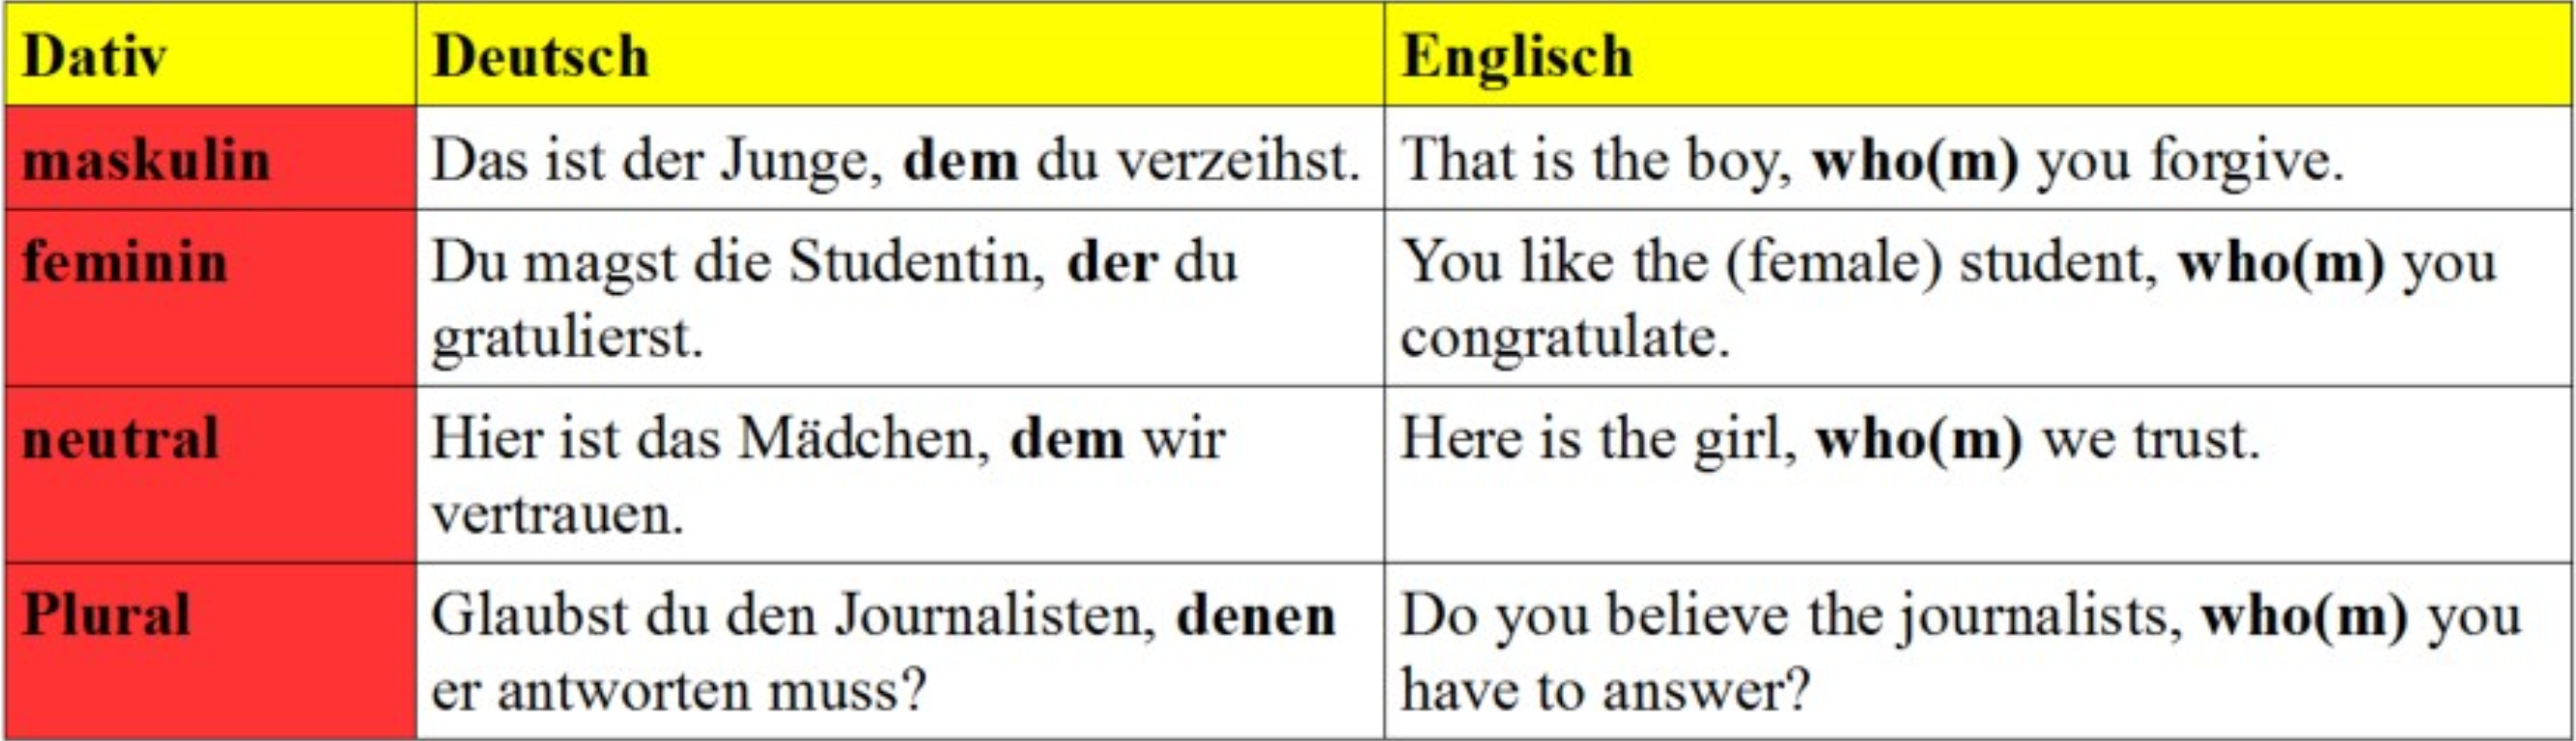 Dativ Deutsch Englisch
maskulin Das ist der Junge, dem du verzeihst. That is the boy, who(m) you forgive.
feminin Du magst die Studentin, der du
gratulierst.
You like the (female) student, who(m) you
congratulate.
neutral Hier ist das Mädchen, dem wir
vertrauen.
Here is the girl, who(m) we trust.
Plural Glaubst du den Journalisten, denen
er antworten muss?
Do you believe the journalists, who(m) you
have to answer?